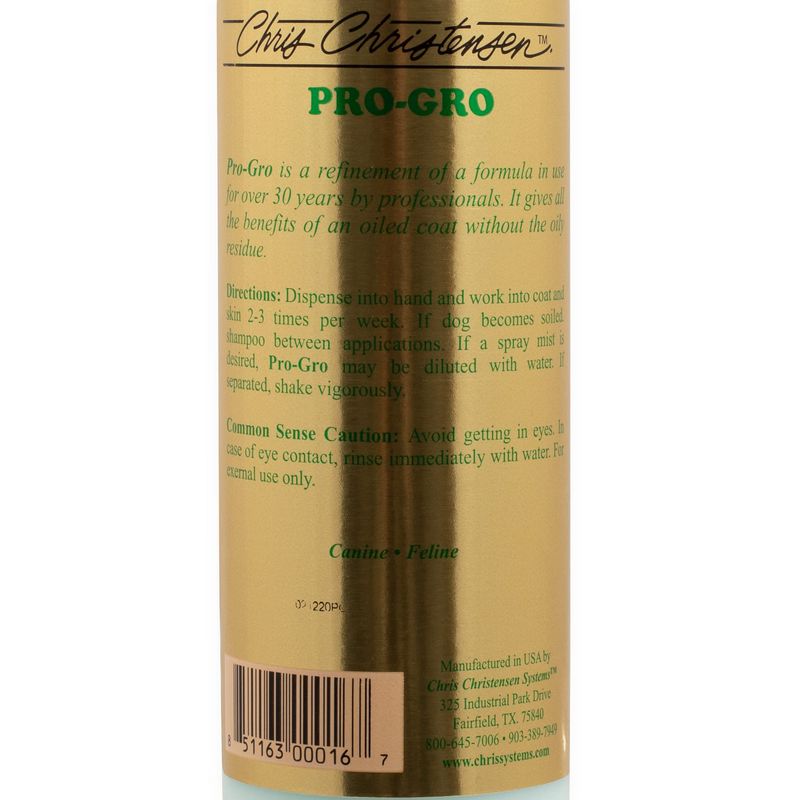 Chris Christensen™.
PRO-GRO
Pro-Gro is a refinement of a formula in use
for over 30 years by professionals. It gives all
the benefits of an oiled coat without the oily
residue.
Directions: Dispense into hand and work into coat and
skin 2-3 times per week. If dog becomes soiled
shampoo between applications. If a spray mist is
desired, Pro-Gro may be diluted with water. If
separated, shake vigorously.
Common Sense Caution: Avoid getting in eyes. In
case of eye contact, rinse immediately with water. For
exernal use only.
Canine • Feline
Manufactured in USA by
Chris Christensen Systems™
325 Industrial Park Drive
Fairfield, TX. 75840
800-645-7006 • 903-389-7949
www.chrissystems.com
8 51163 00016 7